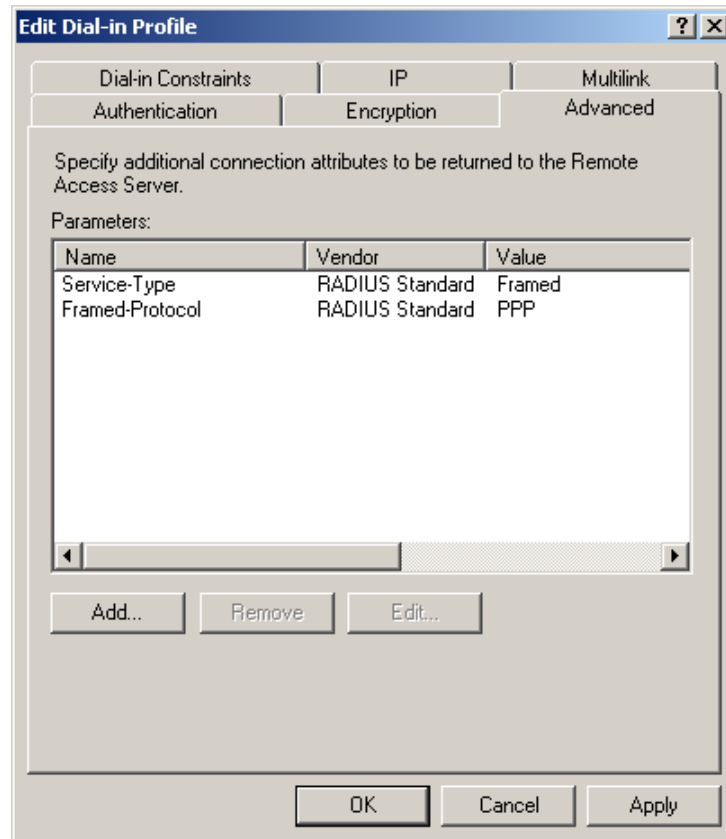 Edit Dial-in Profile
?
X
Dial-in Constraints
IP
Multilink
Authentication
Encryption
Advanced
Specify additional connection attributes to be returned to the Remote
Access Server.
Parameters:
Name Vendor Value
Service-Type RADIUS Standard Framed
Framed-Protocol RADIUS Standard PPP
Add...
Remove
Edit...
OK
Cancel
Apply